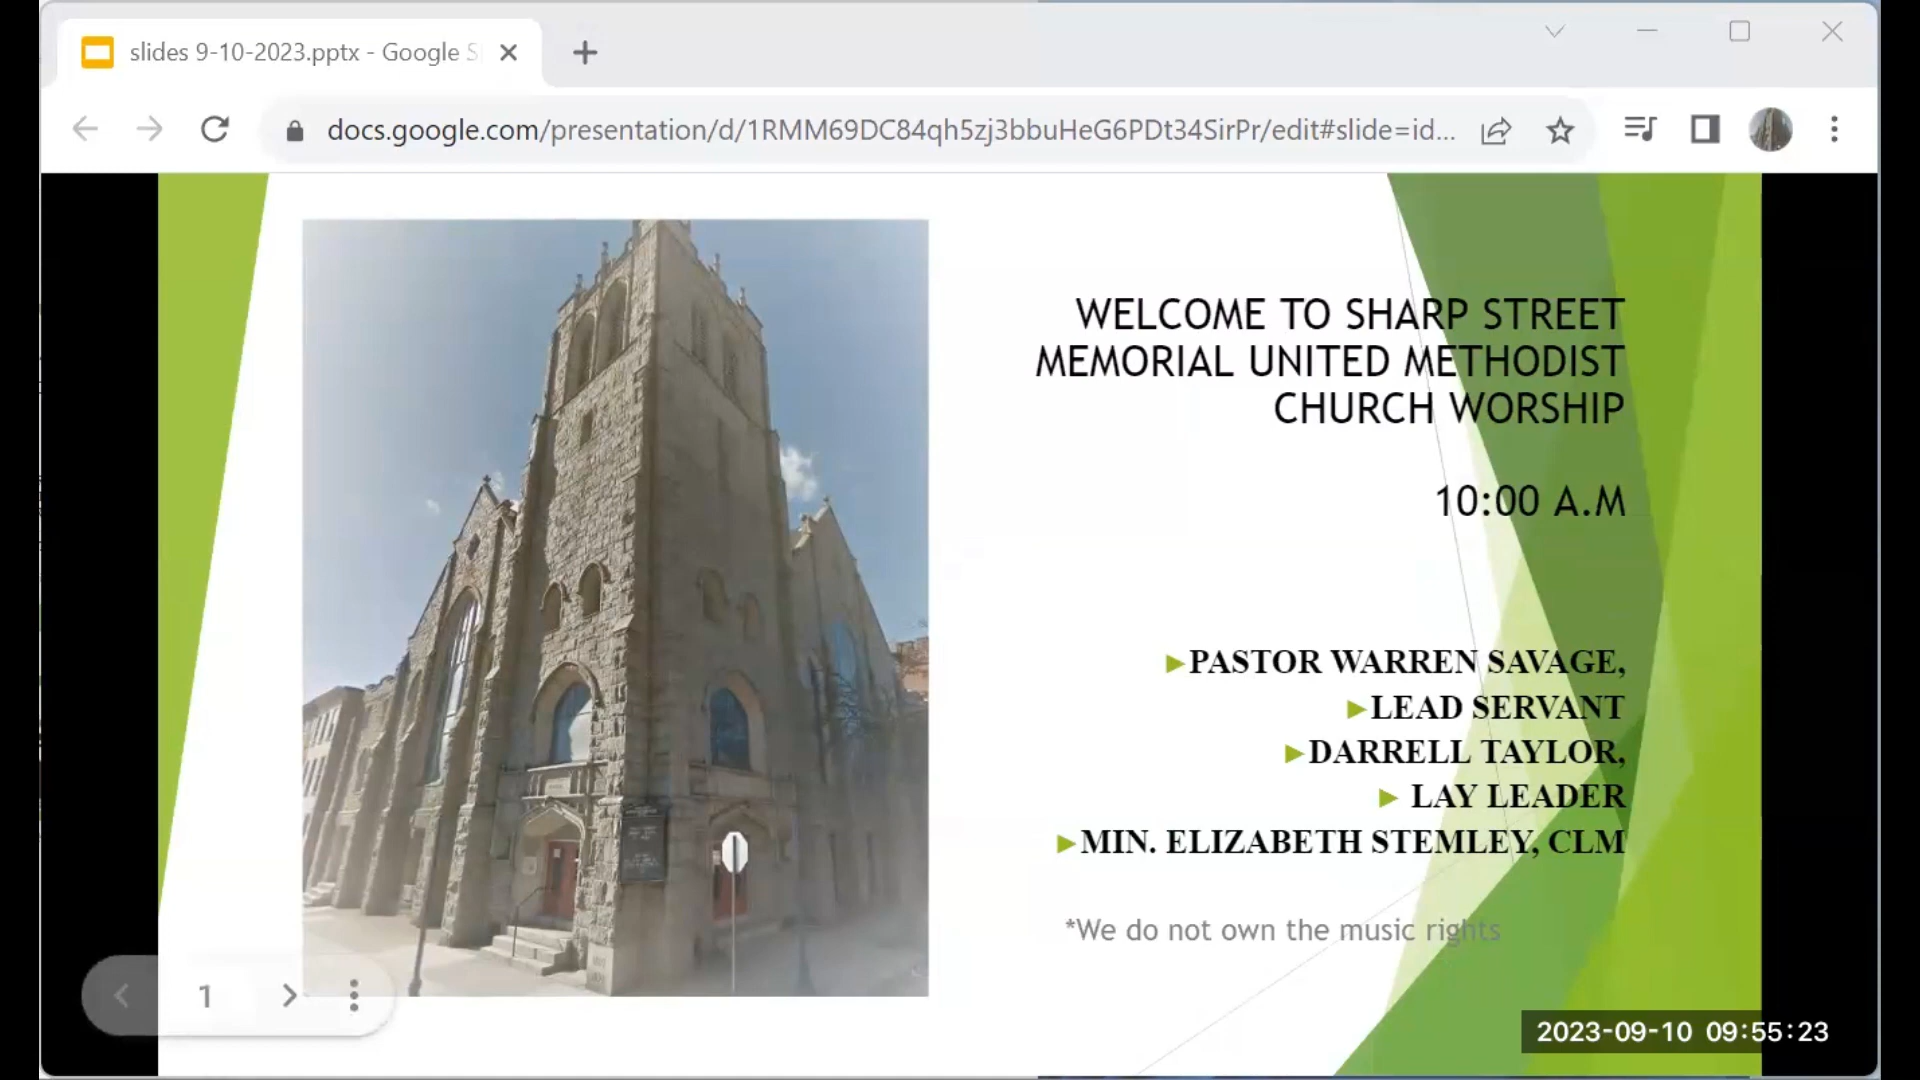 slides 9-10-2023.pptx - Google S
docs.google.com/presentation/d/1RMM69DC84qh5zj3bbuHeG6PDt34SirPr/edit#slide=id...
WELCOME TO SHARP STREET
MEMORIAL UNITED METHODIST
CHURCH WORSHIP
10:00 A.M
►PASTOR WARREN SAVAGE,
►LEAD SERVANT
►DARRELL TAYLOR,
► LAY LEADER
►MIN. ELIZABETH STEMLEY, CLM
*We do not own the music rights
1
2023-09-10 09:55:23